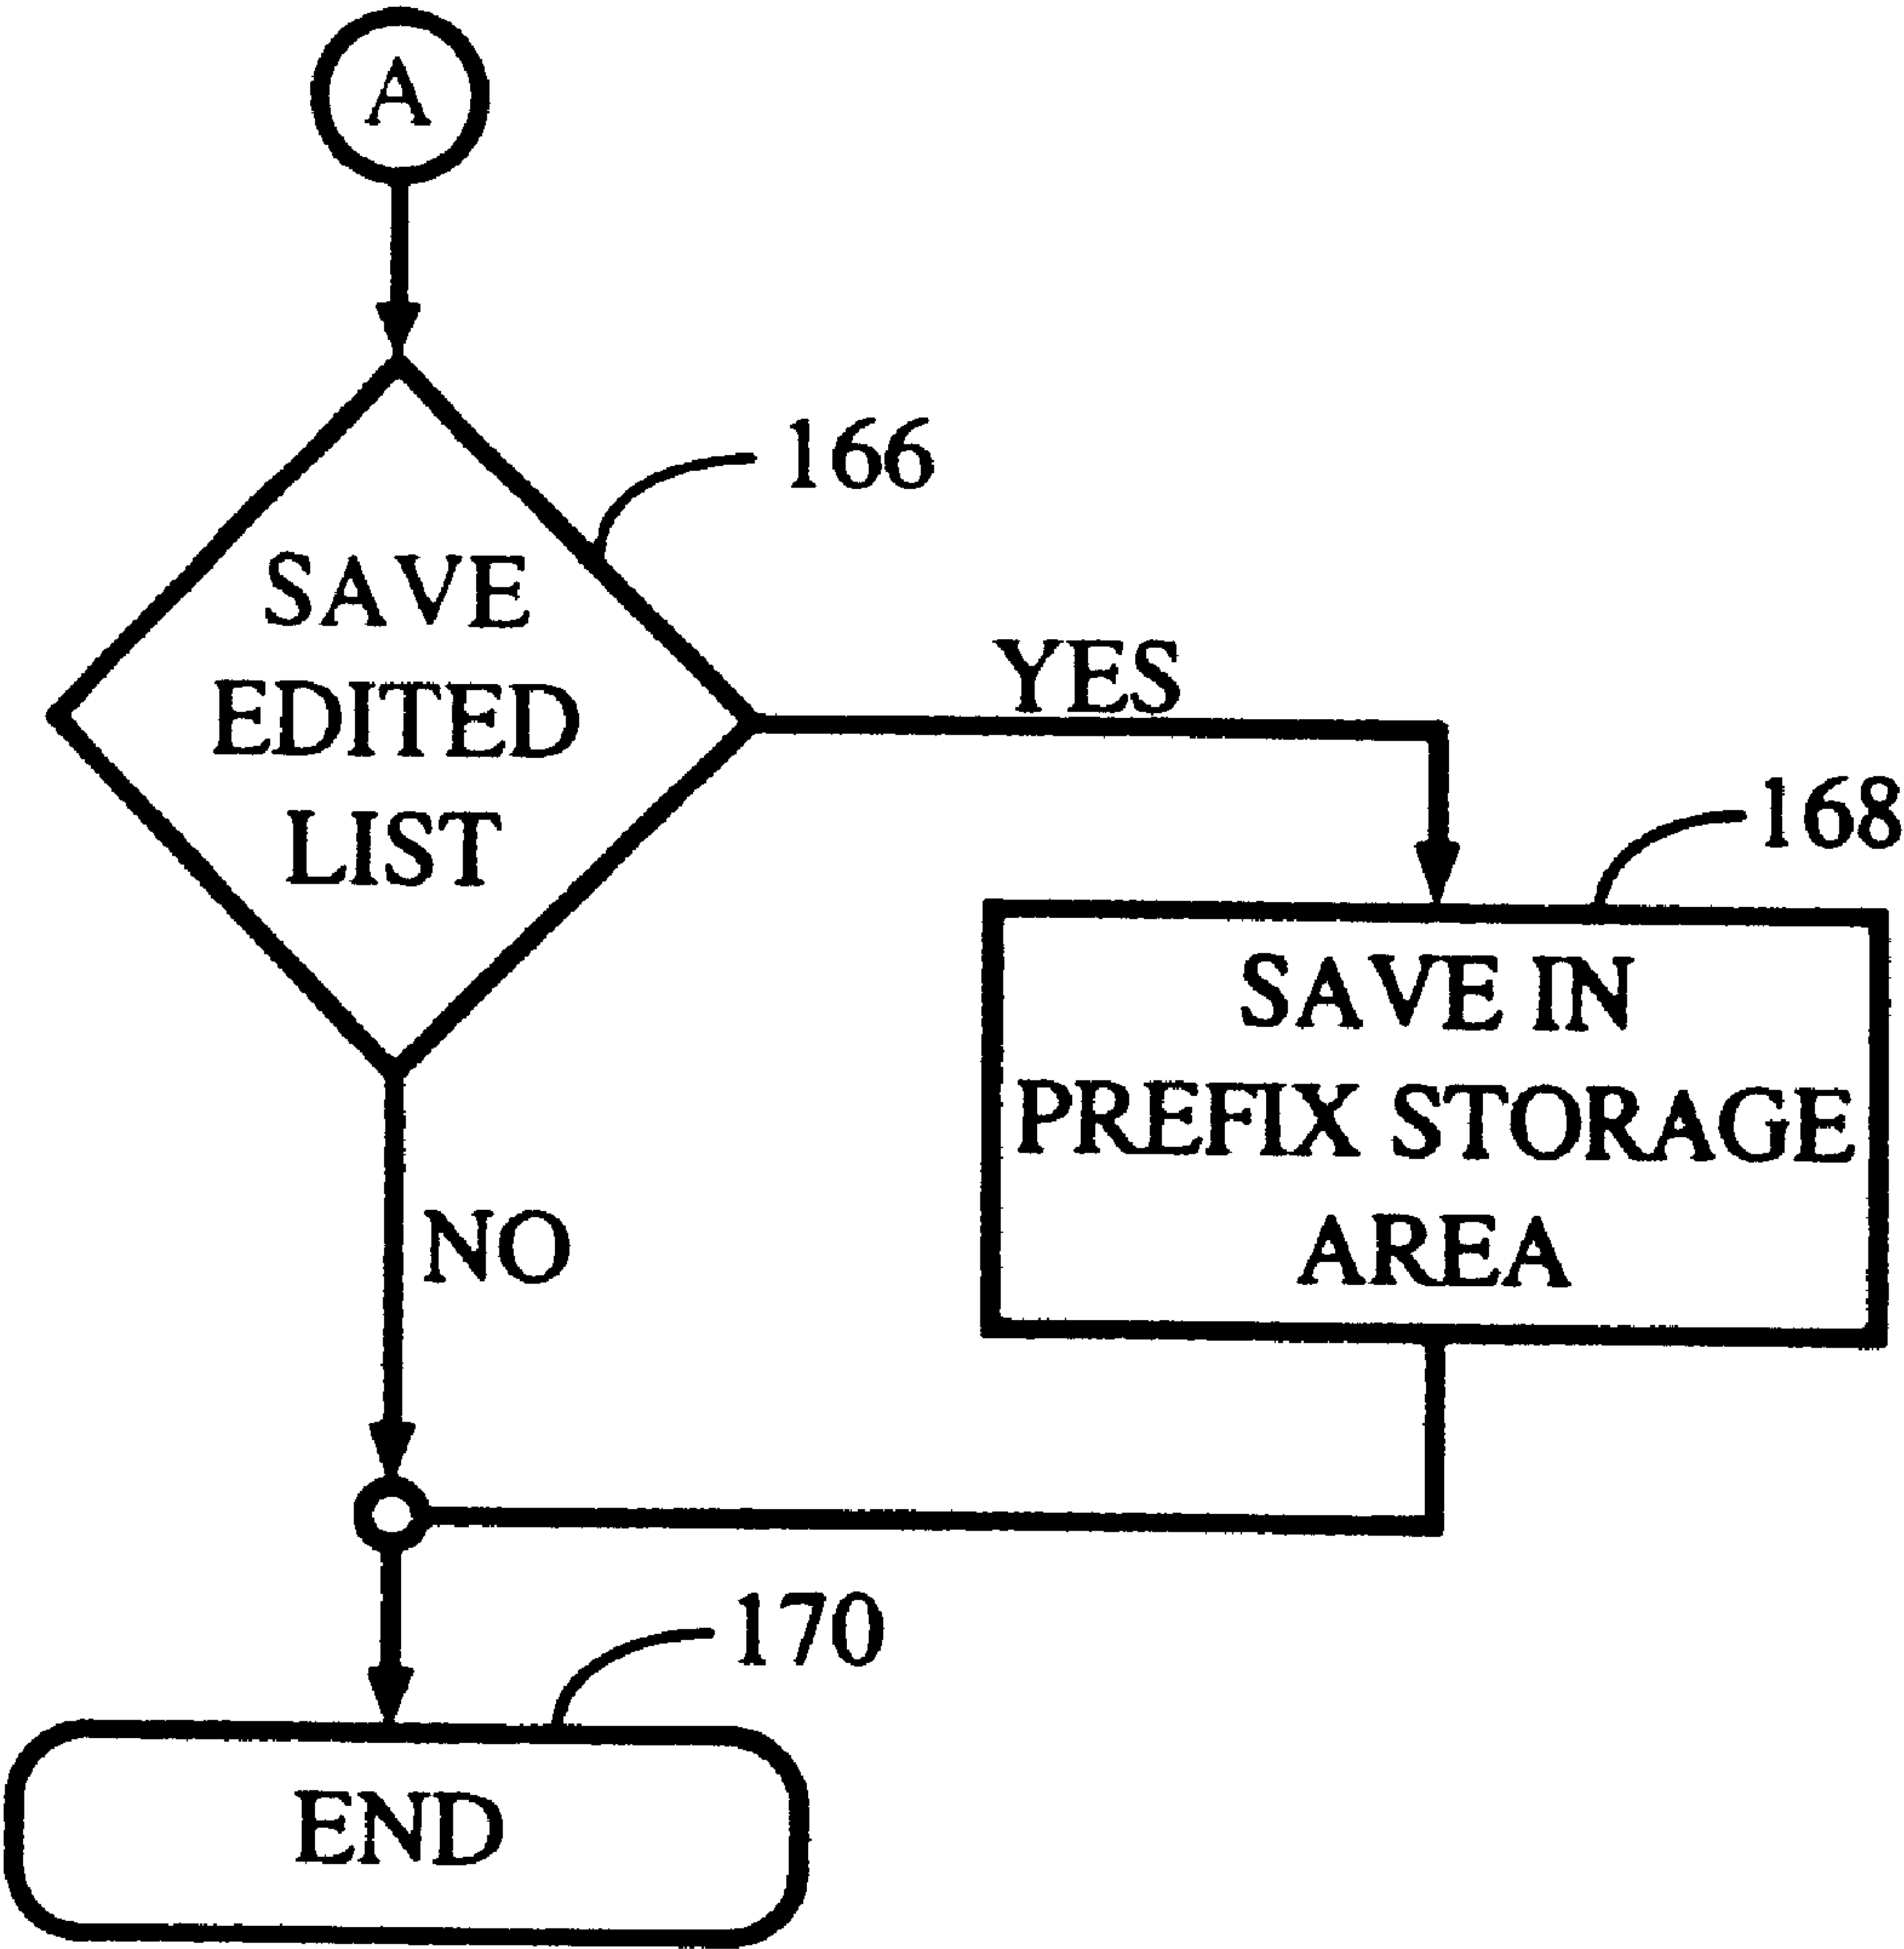 A
166
SAVE
EDITED
LIST
YES
168
SAVE IN
PREFIX STORAGE
AREA
NO
170
END